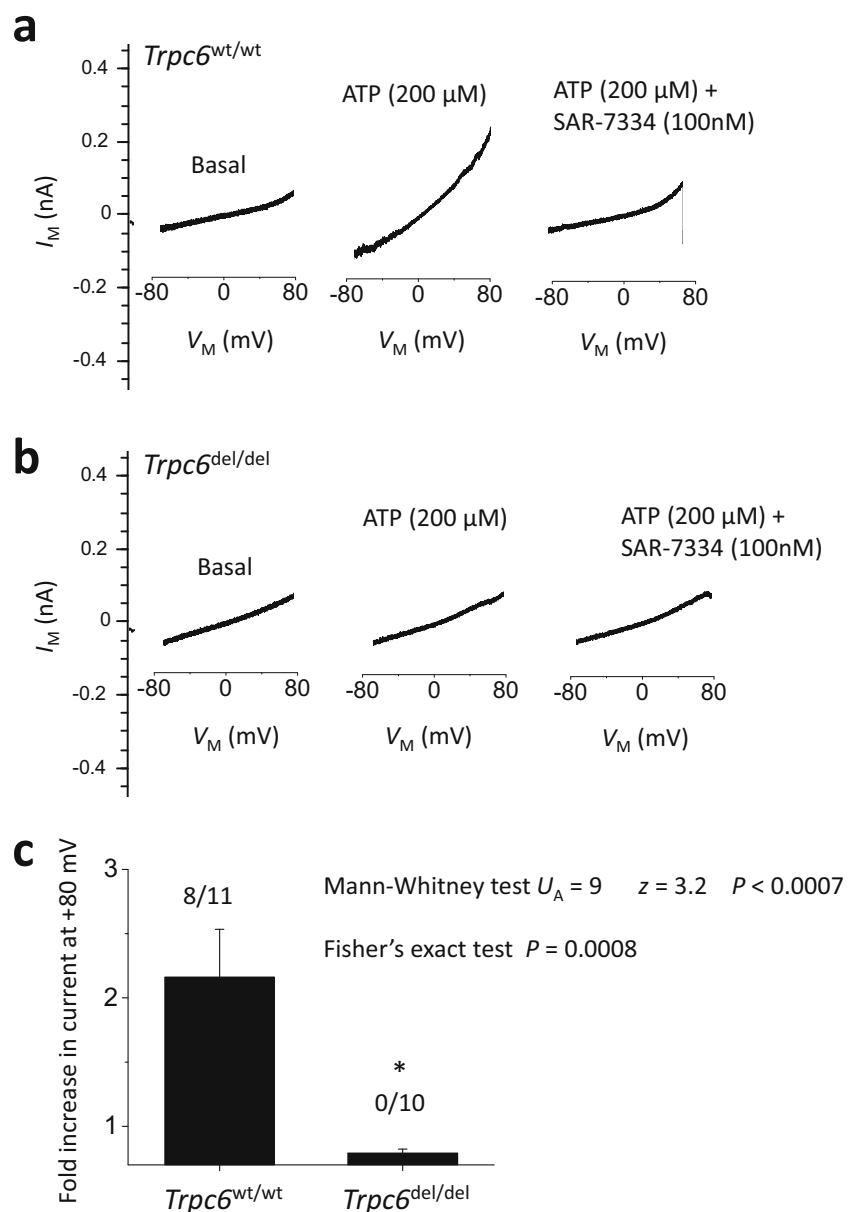 a
Trpc6wt/wt
0.4
0.2
0
-0.2
-0.4
IM (nA)
Basal
ATP (200 µM)
ATP (200 µM) +
SAR-7334 (100nM)
-80 0 80
-80 0 80
-80 0 80
VM (mV)
VM (mV)
VM (mV)
b
Trpc6del/del
0.4
0.2
0
-0.2
-0.4
IM (nA)
Basal
ATP (200 µM)
ATP (200 µM) +
SAR-7334 (100nM)
-80 0 80
-80 0 80
-80 0 80
VM (mV)
VM (mV)
VM (mV)
c
Fold increase in current at +80 mV
3
2
1
8/11
Mann-Whitney test UA = 9 z = 3.2 P < 0.0007
Fisher’s exact test P = 0.0008
*
0/10
Trpc6wt/wt
Trpc6del/del